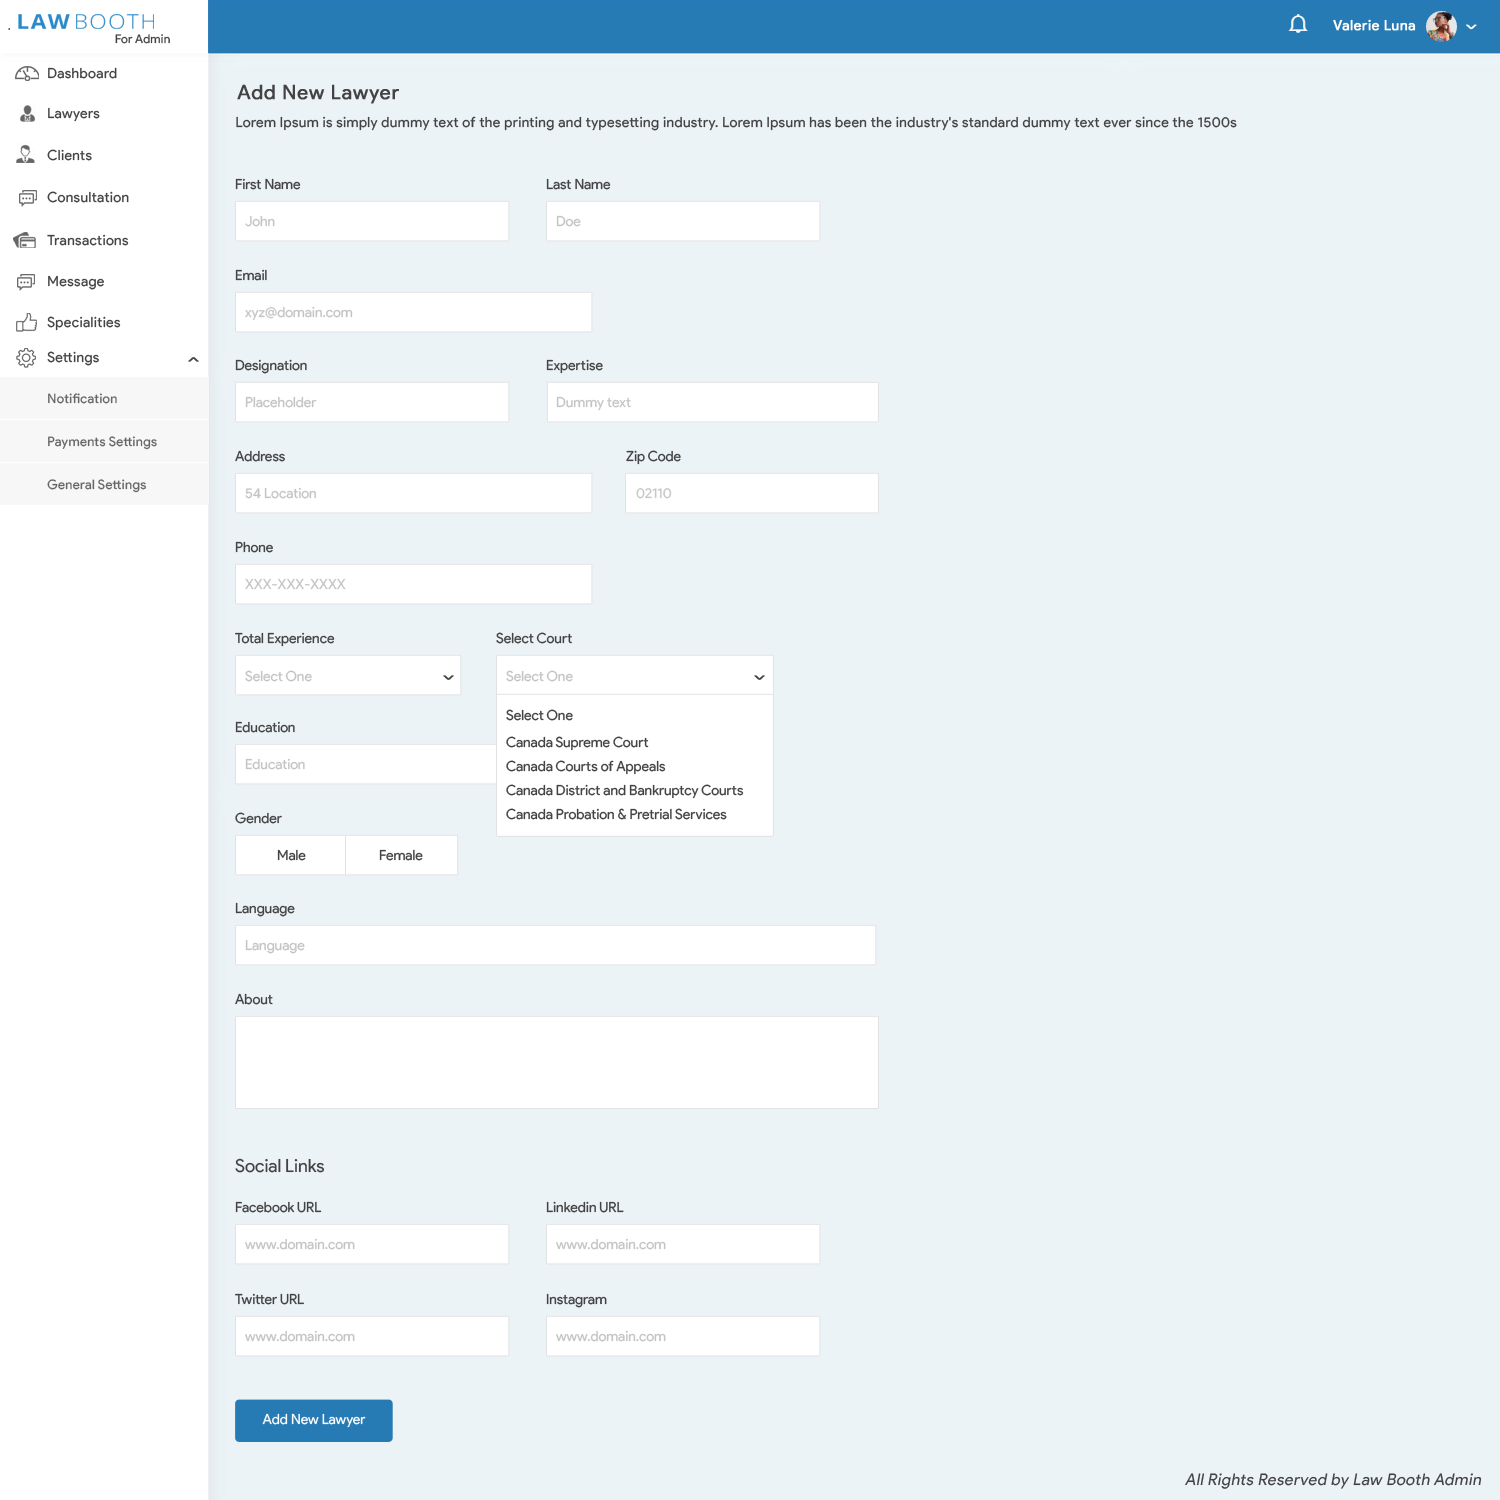 LAWBOOTH
For Admin
Valerie Luna
Dashboard
Lawyers
Clients
Consultation
Transactions
Message
Specialities
Settings
Notification
Payments Settings
General Settings
Add New Lawyer
Lorem Ipsum is simply dummy text of the printing and typesetting industry. Lorem Ipsum has been the industry's standard dummy text ever since the 1500s
First Name Last Name
John Doe
Email
xyz@domain.com
Designation Expertise
Placeholder Dummy text
Address Zip Code
54 Location 02110
Phone
XXX-XXX-XXXX
Total Experience Select Court
Select One Select One
Select One
Canada Supreme Court
Canada Courts of Appeals
Canada District and Bankruptcy Courts
Canada Probation & Pretrial Services
Education
Education
Gender
Male Female
Language
Language
About
Social Links
Facebook URL Linkedin URL
www.domain.com www.domain.com
Twitter URL Instagram
www.domain.com www.domain.com
Add New Lawyer
All Rights Reserved by Law Booth Admin